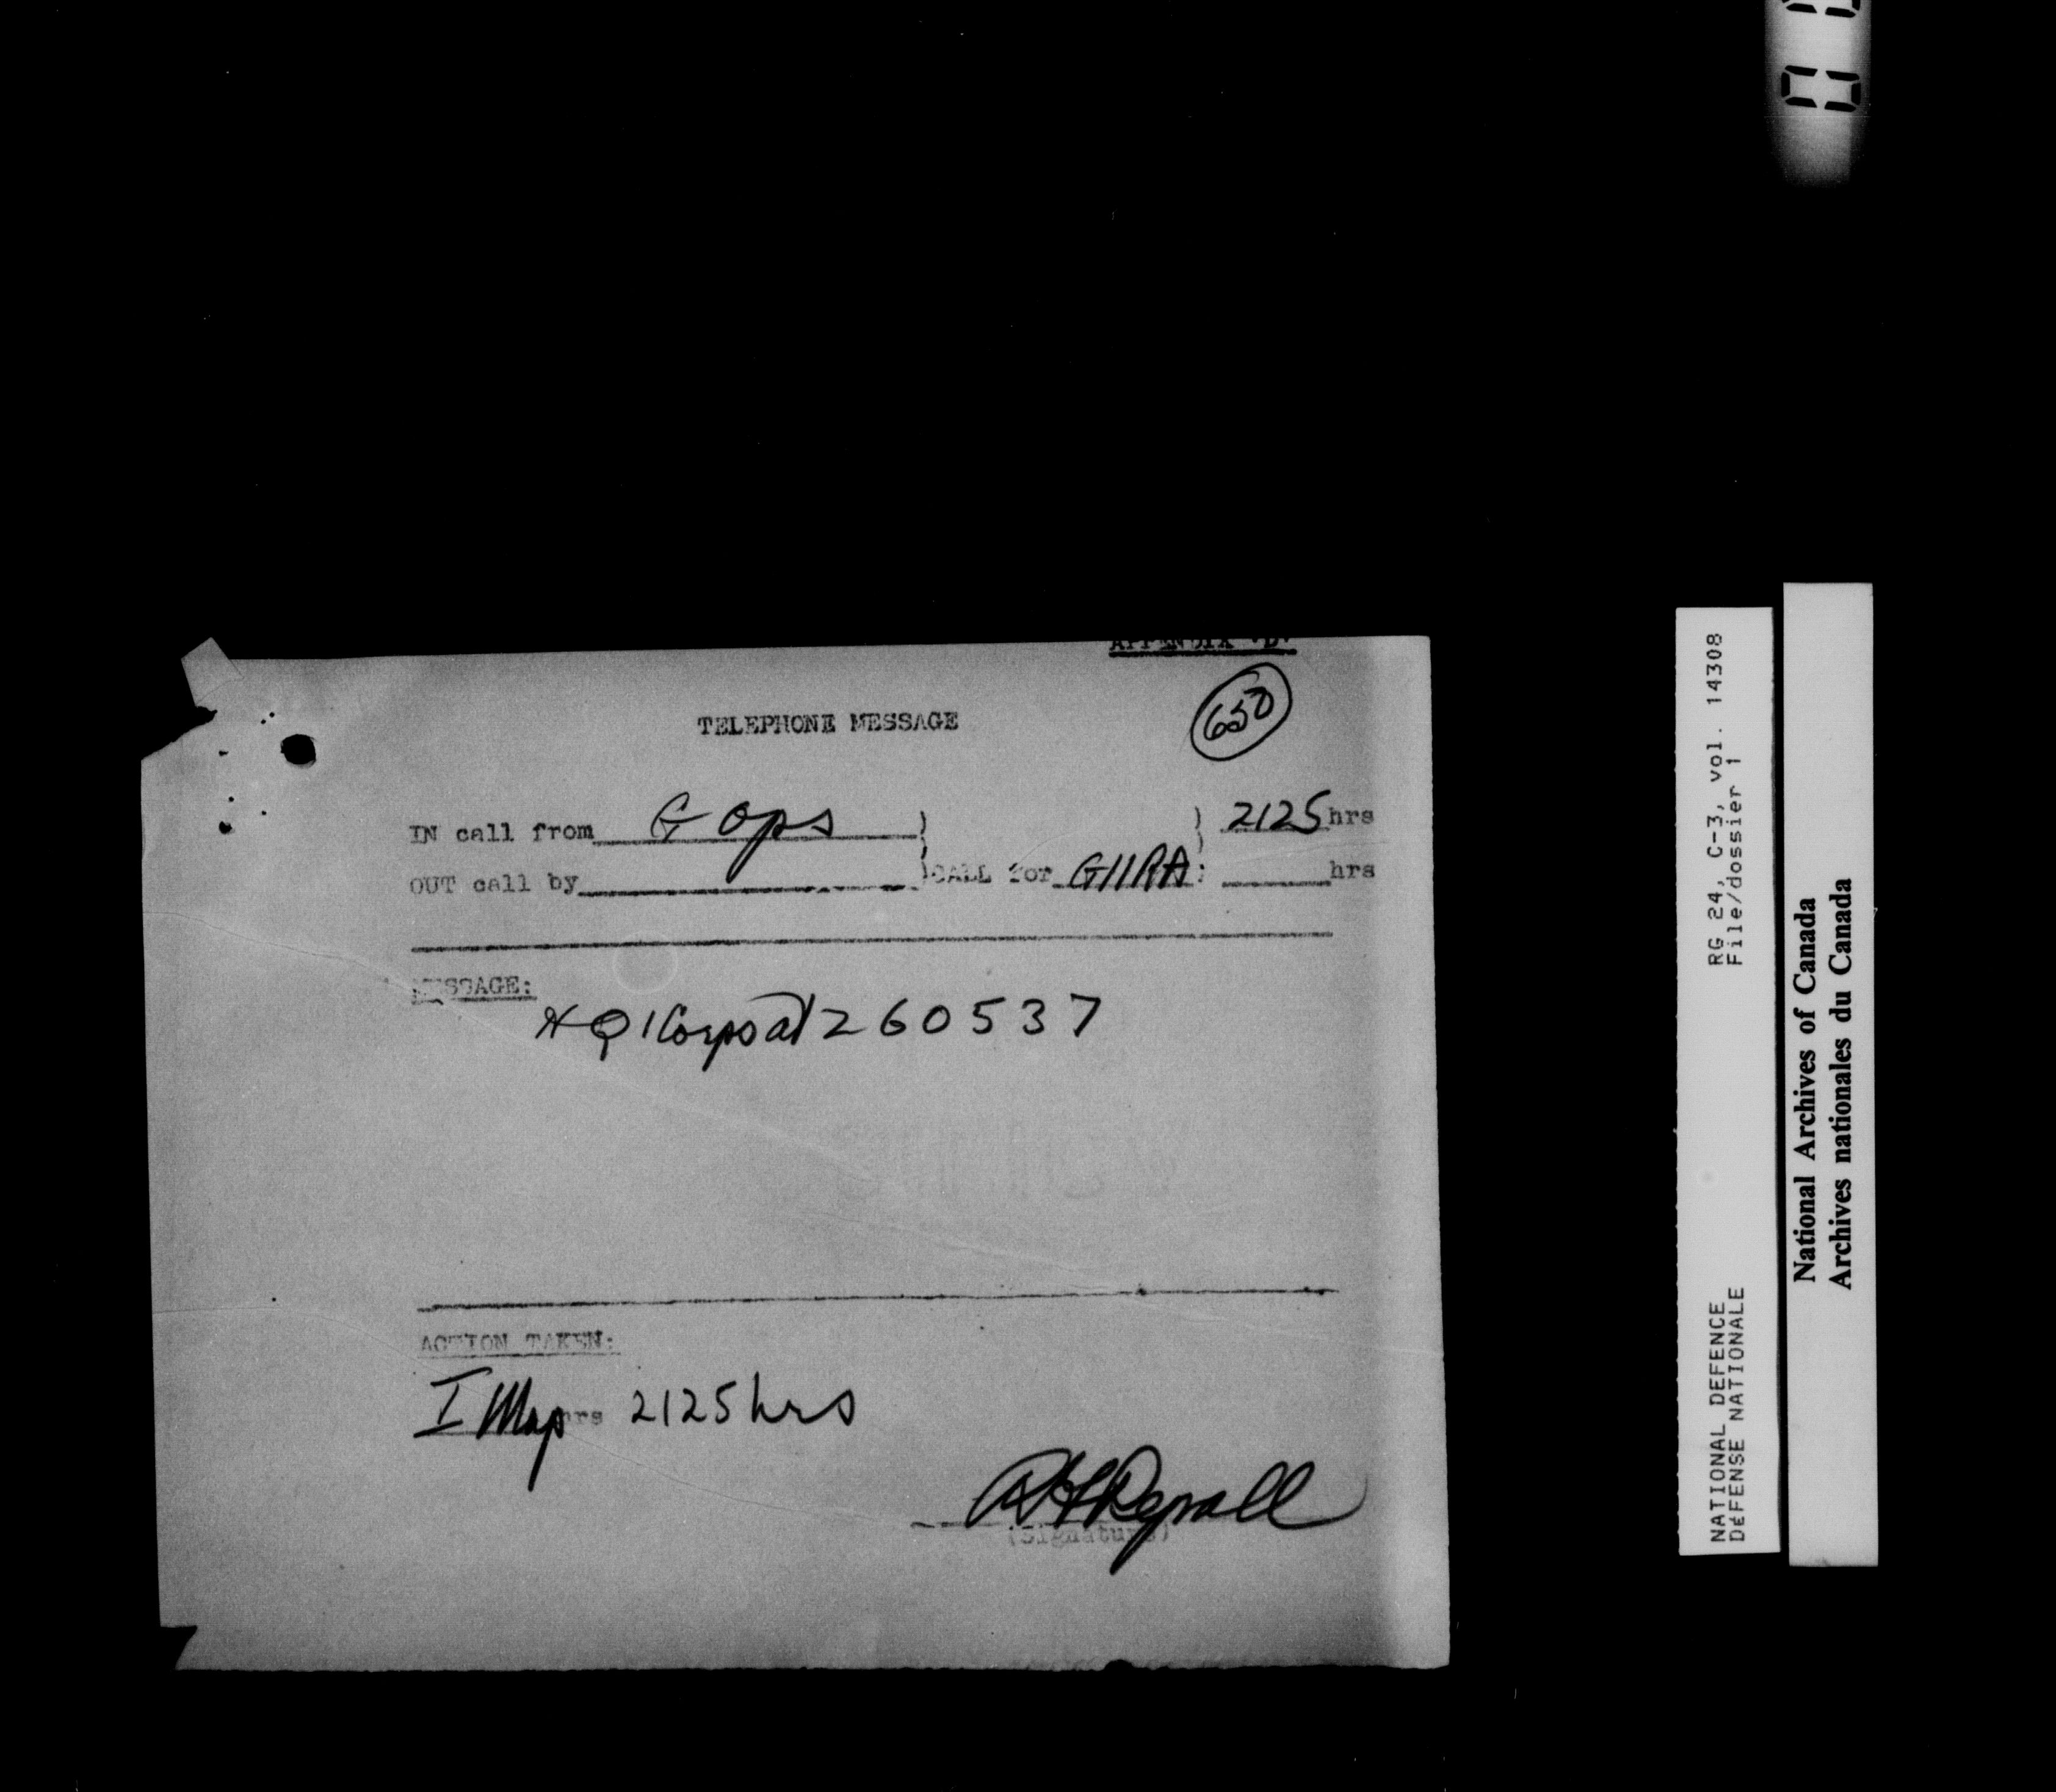 APPENDIX "D"
650
TELEPHONE MESSAGE
IN call from G Ops } } 2125 hrs
OUT call by } CALL for GIIRA : hrs
MESSAGE:
HQ 1 Corps at 260537
ACTION TAKEN:
I Map hrs 2125 hrs
(Signature)
RG 24, C-3, vol. 14308
File/dossier 1
NATIONAL DEFENCE
DÉFENSE NATIONALE
National Archives of Canada
Archives nationales du Canada